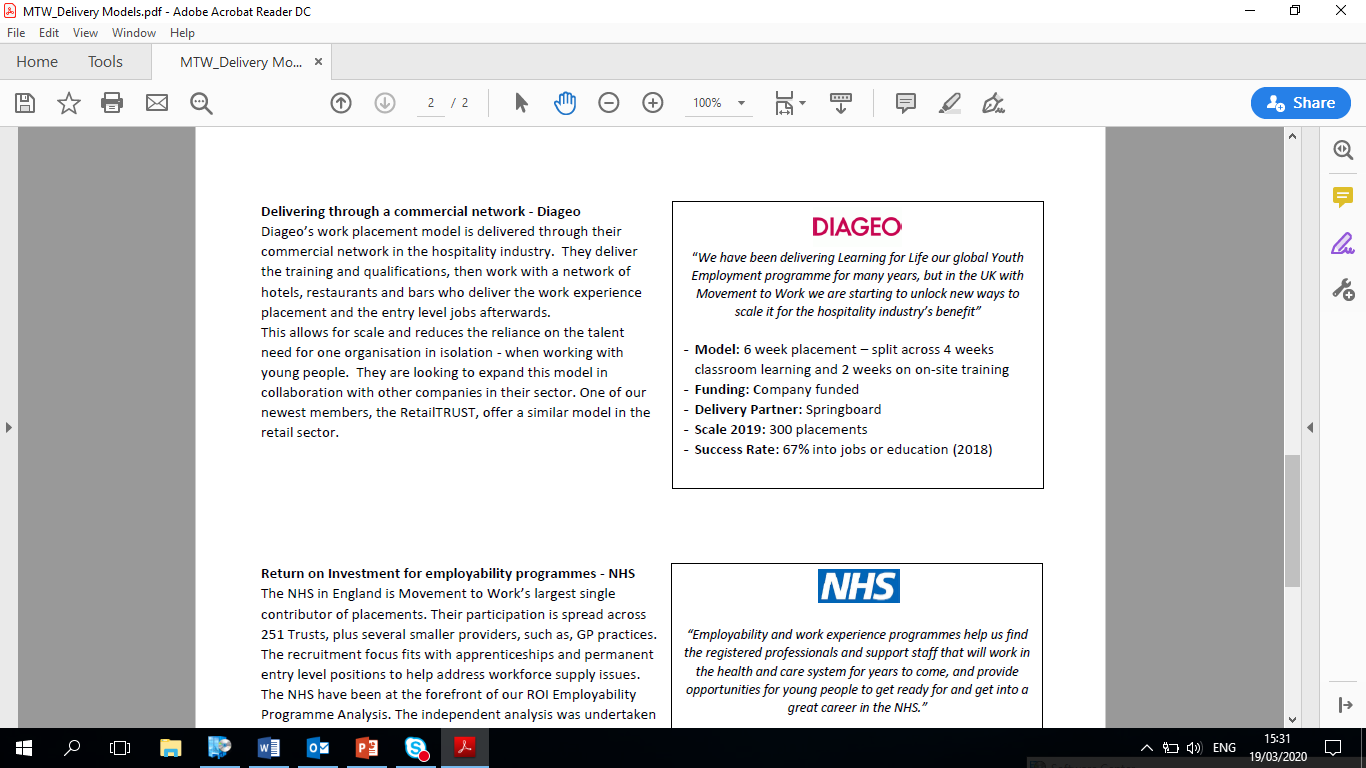 MTW_Delivery Models.pdf - Adobe Acrobat Reader DC
File Edit View Window Help
Home Tools MTW_Delivery Mo... ×
2 / 2 100% Share
Delivering through a commercial network - Diageo
Diageo’s work placement model is delivered through their
commercial network in the hospitality industry.  They deliver
the training and qualifications, then work with a network of
hotels, restaurants and bars who deliver the work experience
placement and the entry level jobs afterwards.
This allows for scale and reduces the reliance on the talent
need for one organisation in isolation - when working with
young people.  They are looking to expand this model in
collaboration with other companies in their sector. One of our
newest members, the RetailTRUST, offer a similar model in the
retail sector.
DIAGEO
“We have been delivering Learning for Life our global Youth
Employment programme for many years, but in the UK with
Movement to Work we are starting to unlock new ways to
scale it for the hospitality industry’s benefit”
- Model: 6 week placement – split across 4 weeks
classroom learning and 2 weeks on on-site training
- Funding: Company funded
- Delivery Partner: Springboard
- Scale 2019: 300 placements
- Success Rate: 67% into jobs or education (2018)
Return on Investment for employability programmes - NHS
The NHS in England is Movement to Work’s largest single
contributor of placements. Their participation is spread across
251 Trusts, plus several smaller providers, such as, GP practices.
The recruitment focus fits with apprenticeships and permanent
entry level positions to help address workforce supply issues.
The NHS have been at the forefront of our ROI Employability
Programme Analysis. The independent analysis was undertaken
NHS
“Employability and work experience programmes help us find
the registered professionals and support staff that will work in
the health and care system for years to come, and provide
opportunities for young people to get ready for and get into a
great career in the NHS.”
ENG
15:31
19/03/2020